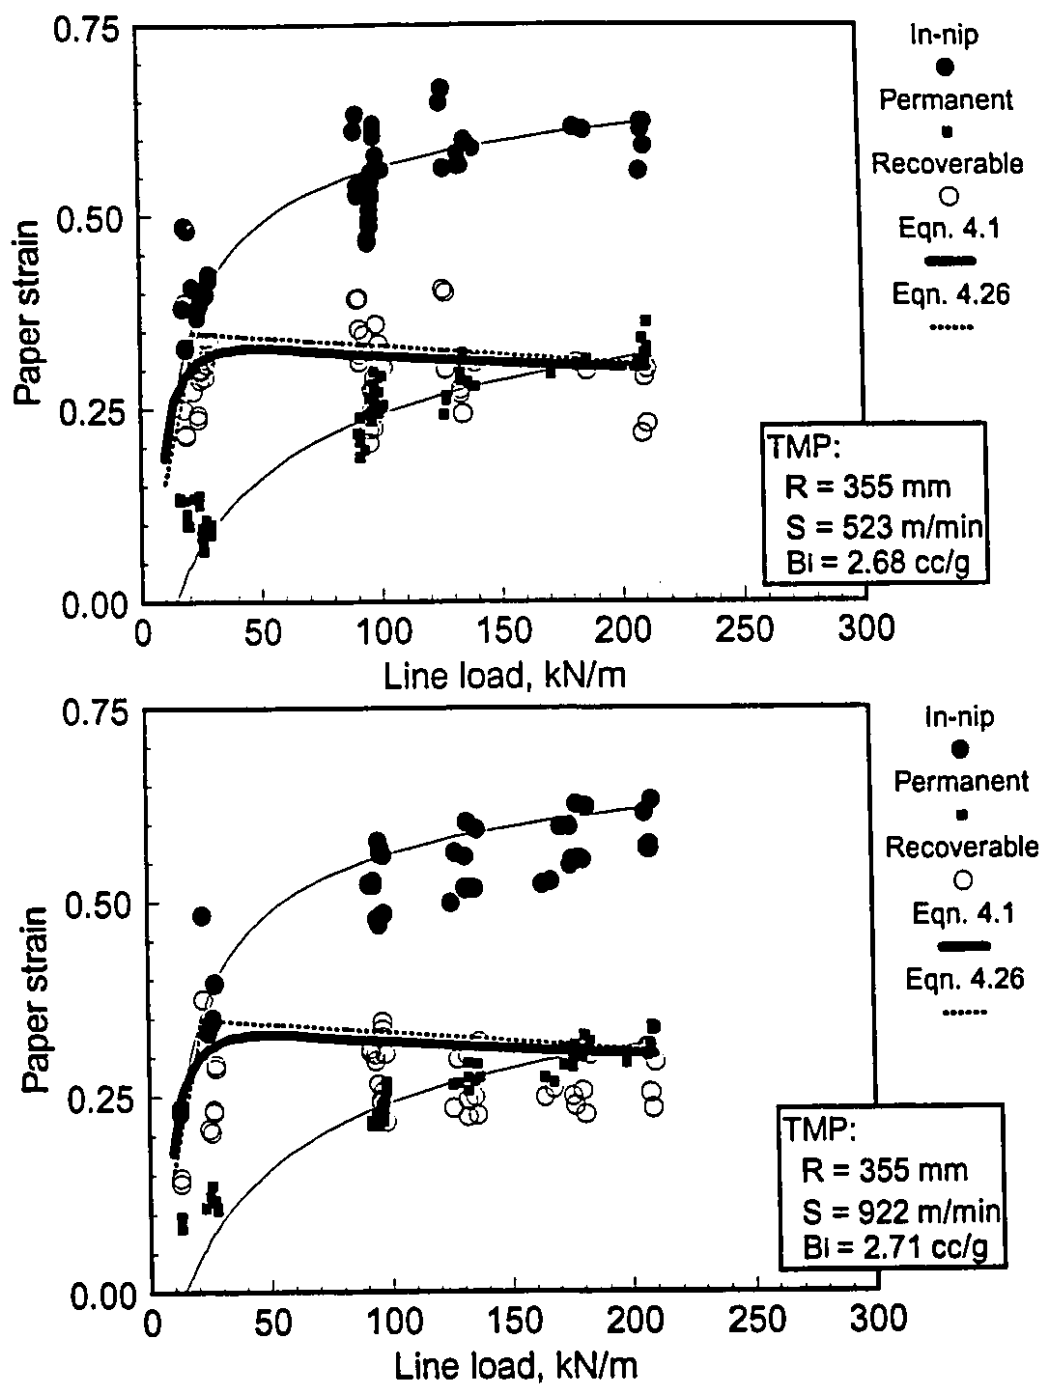 0.75
0.50
0.25
0.00
Paper strain
0
50
100
150
200
250
300
Line load, kN/m
In-nip
Permanent
Recoverable
Eqn. 4.1
Eqn. 4.26
TMP:
R = 355 mm
S = 523 m/min
Bi = 2.68 cc/g
0.75
0.50
0.25
0.00
Paper strain
0
50
100
150
200
250
300
Line load, kN/m
In-nip
Permanent
Recoverable
Eqn. 4.1
Eqn. 4.26
TMP:
R = 355 mm
S = 922 m/min
Bi = 2.71 cc/g